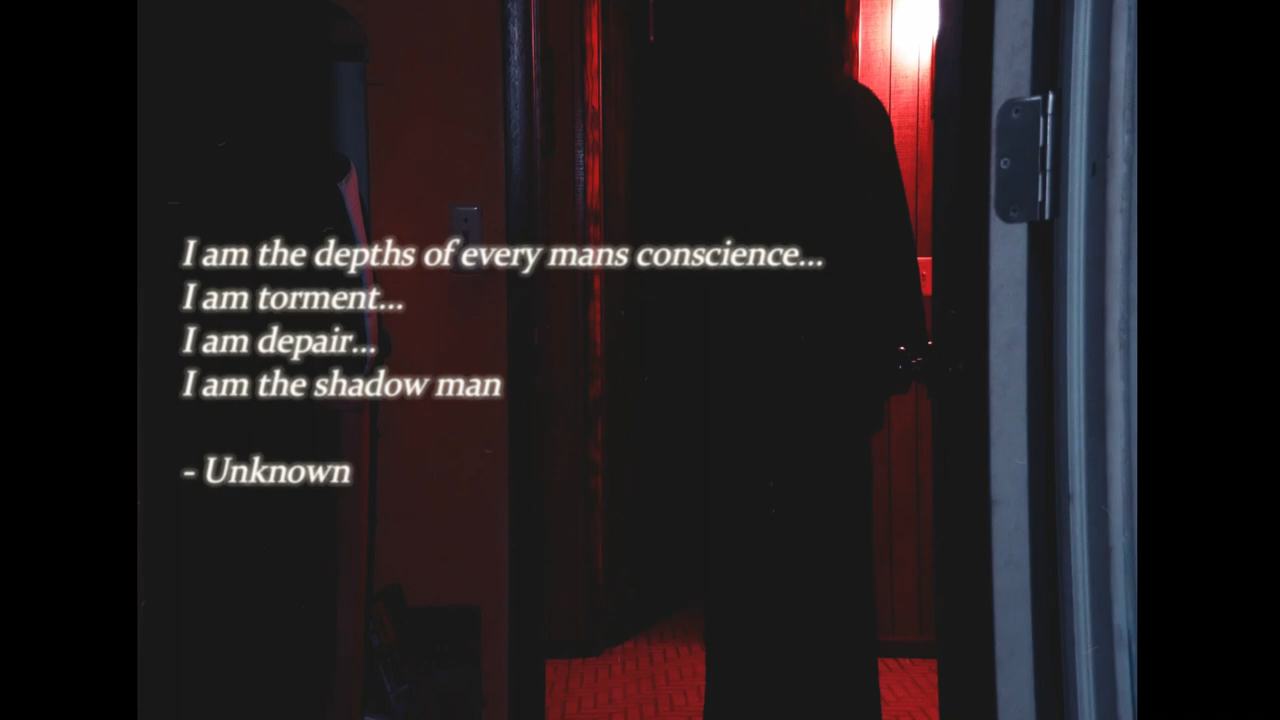 I am the depths of every mans conscience...
I am torment...
I am depair...
I am the shadow man
- Unknown